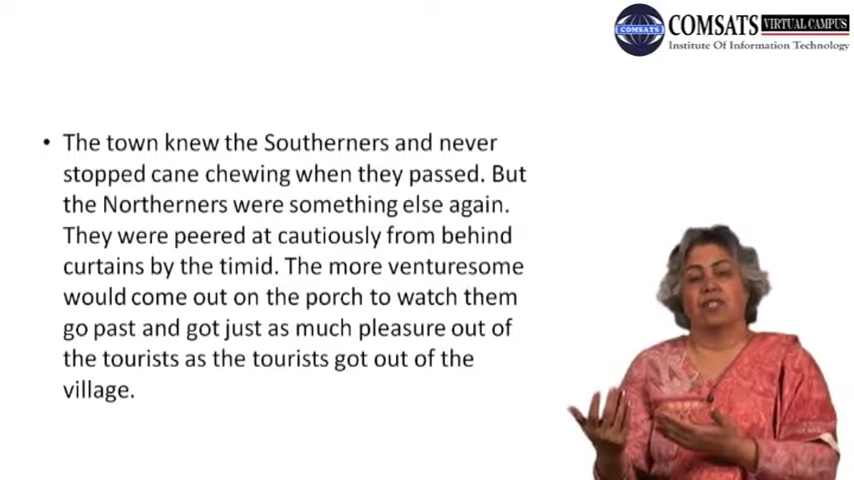 COMSATS VIRTUAL CAMPUS
COMSATS Institute Of Information Technology
• The town knew the Southerners and never
stopped cane chewing when they passed. But
the Northerners were something else again.
They were peered at cautiously from behind
curtains by the timid. The more venturesome
would come out on the porch to watch them
go past and got just as much pleasure out of
the tourists as the tourists got out of the
village.